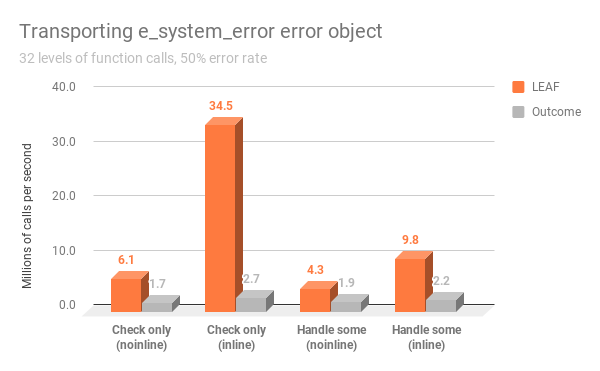 Transporting e_system_error error object
32 levels of function calls, 50% error rate
LEAF
Outcome
Millions of calls per second
40.0
30.0
20.0
10.0
0.0
6.1
1.7
34.5
2.7
4.3
1.9
9.8
2.2
Check only
(noinline)
Check only
(inline)
Handle some
(noinline)
Handle some
(inline)